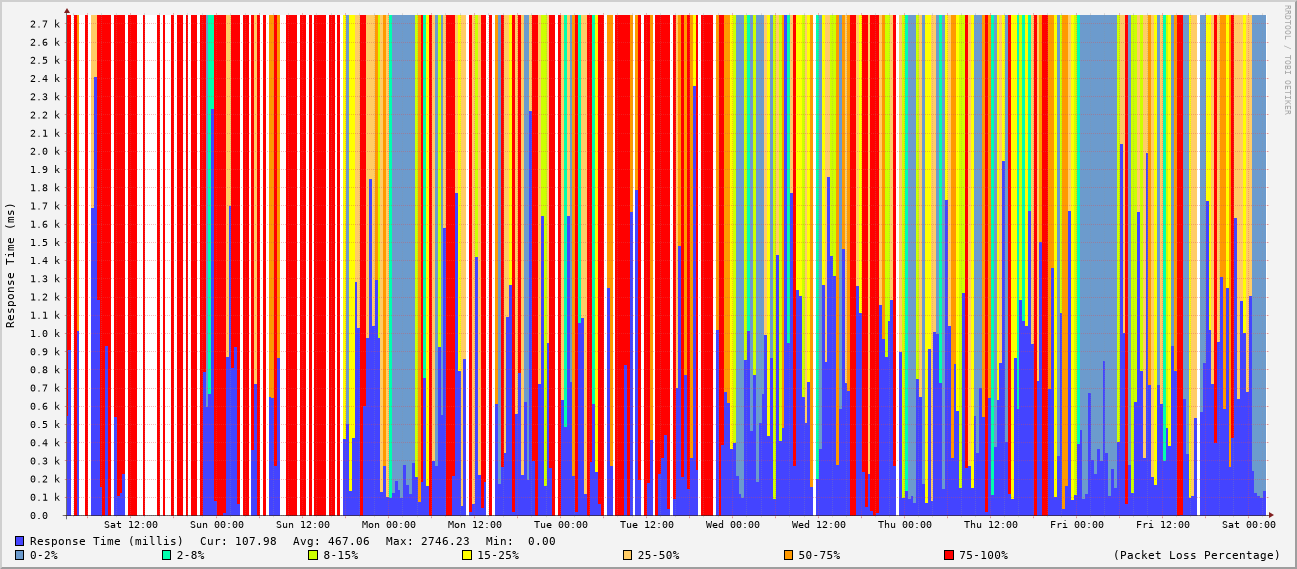 2.7 k
2.6 k
2.5 k
2.4 k
2.3 k
2.2 k
2.1 k
2.0 k
1.9 k
1.8 k
1.7 k
1.6 k
1.5 k
1.4 k
1.3 k
1.2 k
1.1 k
1.0 k
0.9 k
0.8 k
0.7 k
0.6 k
0.5 k
0.4 k
0.3 k
0.2 k
0.1 k
0.0
Response Time (ms)
RRDTOOL / TOBI OETIKER
Sat 12:00 Sun 00:00 Sun 12:00 Mon 00:00 Mon 12:00 Tue 00:00 Tue 12:00 Wed 00:00 Wed 12:00 Thu 00:00 Thu 12:00 Fri 00:00 Fri 12:00 Sat 00:00
Response Time (millis) Cur: 107.98 Avg: 467.06 Max: 2746.23 Min: 0.00
0-2% 2-8% 8-15% 15-25% 25-50% 50-75% 75-100% (Packet Loss Percentage)